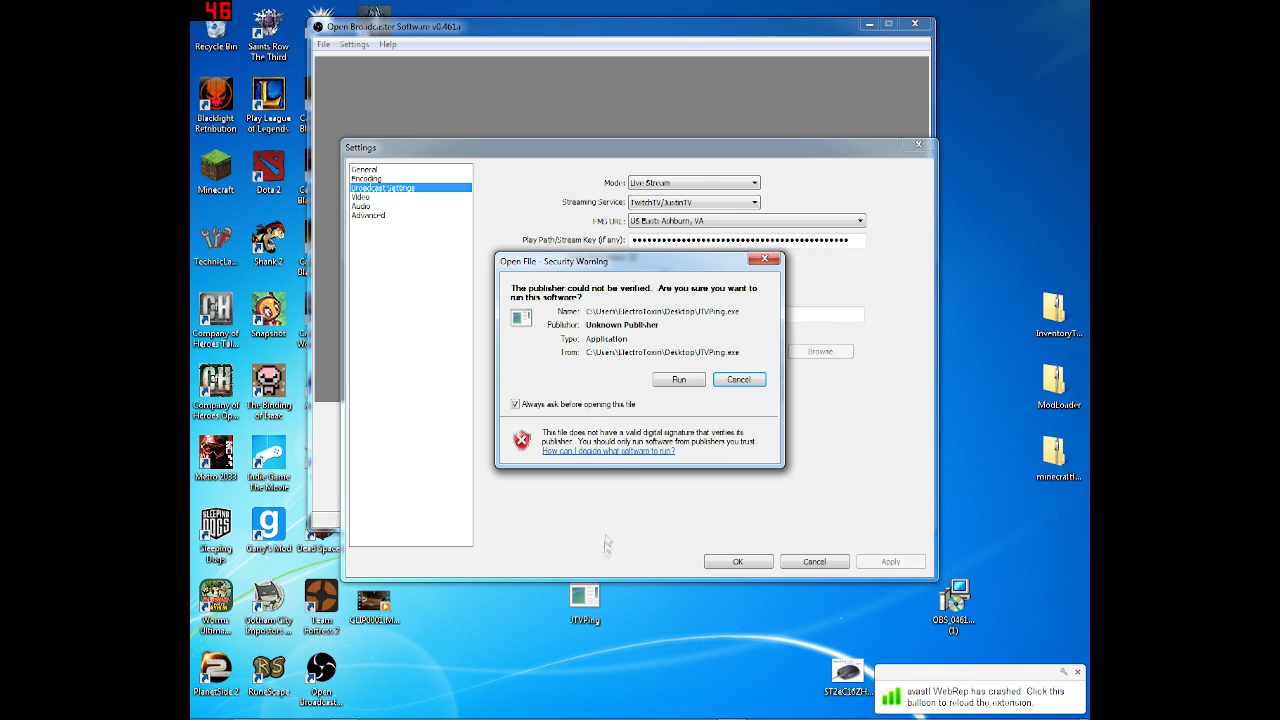 46
Open Broadcaster Software v0.461a
File Settings Help
Recycle Bin
Saints Row
The Third
Blacklight
Retribution
Play League
of Legends
Minecraft
Dota 2
TechnicLa...
Shank 2
Company of
Heroes Tal...
Snapshot
Company of
Heroes Op...
The Binding
of Isaac
Metro 2033
Indie Game
The Movie
Sleeping
Dogs
Garry's Mod
Dead Space
Worms
Ultima...
Gotham City
Impostors ...
Team
Fortress 2
CLIP0001.M...
PlanetSide 2
RuneScape
Open
Broadcast...
Settings
General
Encoding
Broadcast Settings
Video
Audio
Advanced
Mode: Live Stream
Streaming Service: TwitchTV/JustinTV
FMS URL: US East: Ashburn, VA
Play Path/Stream Key (if any):
Browse
OK Cancel Apply
Open File - Security Warning
The publisher could not be verified. Are you sure you want to
run this software?
Name: C:\Users\ElectroToxin\Desktop\JTVPing.exe
Publisher: Unknown Publisher
Type: Application
From: C:\Users\ElectroToxin\Desktop\JTVPing.exe
Run Cancel
Always ask before opening this file
This file does not have a valid digital signature that verifies its
publisher. You should only run software from publishers you trust.
How can I decide what software to run?
JTVPing
InventoryT...
ModLoader
minecraftf...
OBS_0461...
(1)
ST2eC16ZH...
avast! WebRep has crashed. Click this
balloon to reload the extension.